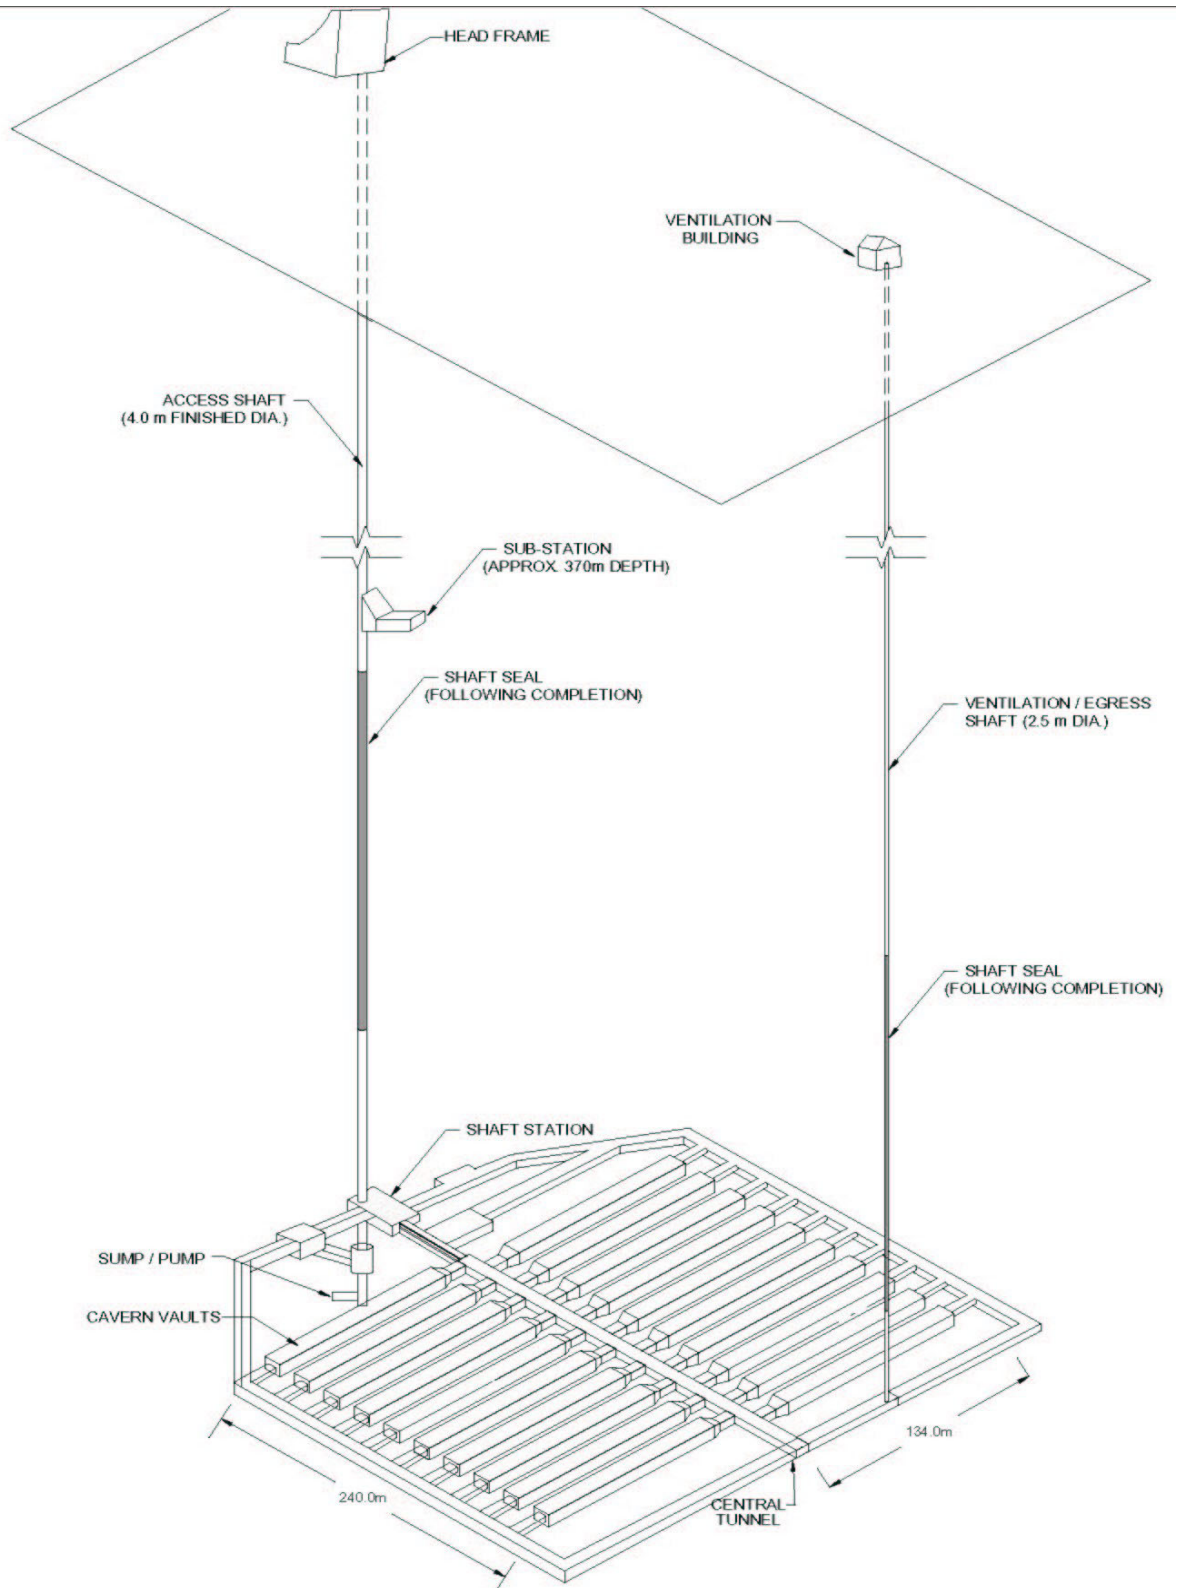 HEAD FRAME
VENTILATION
BUILDING
ACCESS SHAFT
(4.0 m FINISHED DIA.)
SUB-STATION
(APPROX. 370m DEPTH)
SHAFT SEAL
(FOLLOWING COMPLETION)
VENTILATION / EGRESS
SHAFT (2.5 m DIA.)
SHAFT SEAL
(FOLLOWING COMPLETION)
SHAFT STATION
SUMP / PUMP
CAVERN VAULTS
134.0m
240.0m
CENTRAL
TUNNEL